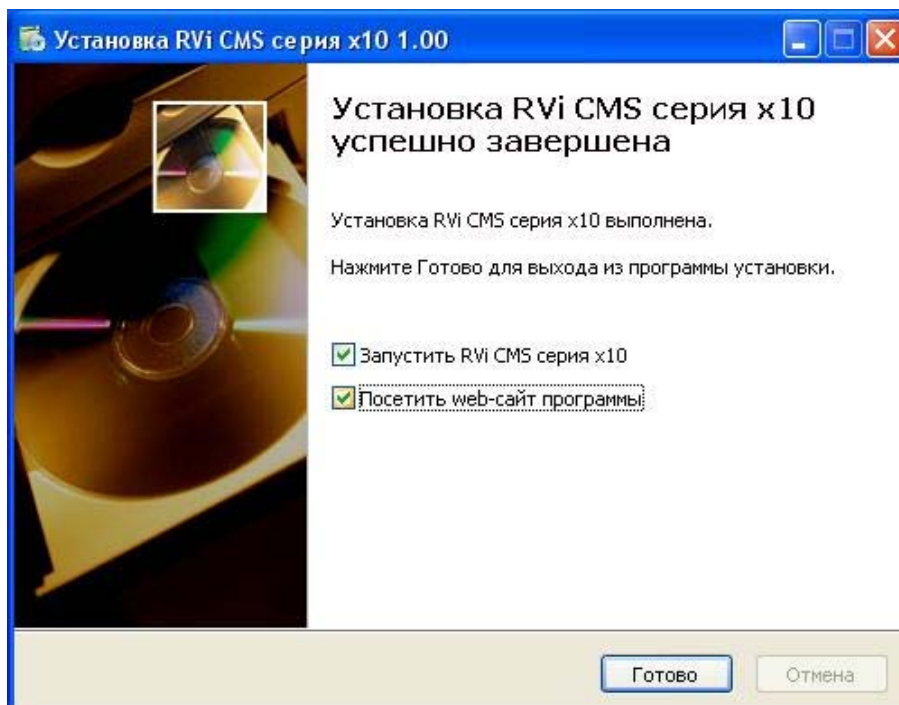 Установка RVi CMS серия x10 1.00
Установка RVi CMS серия x10
успешно завершена
Установка RVi CMS серия x10 выполнена.
Нажмите Готово для выхода из программы установки.
Запустить RVi CMS серия x10
Посетить web-сайт программы
Готово
Отмена